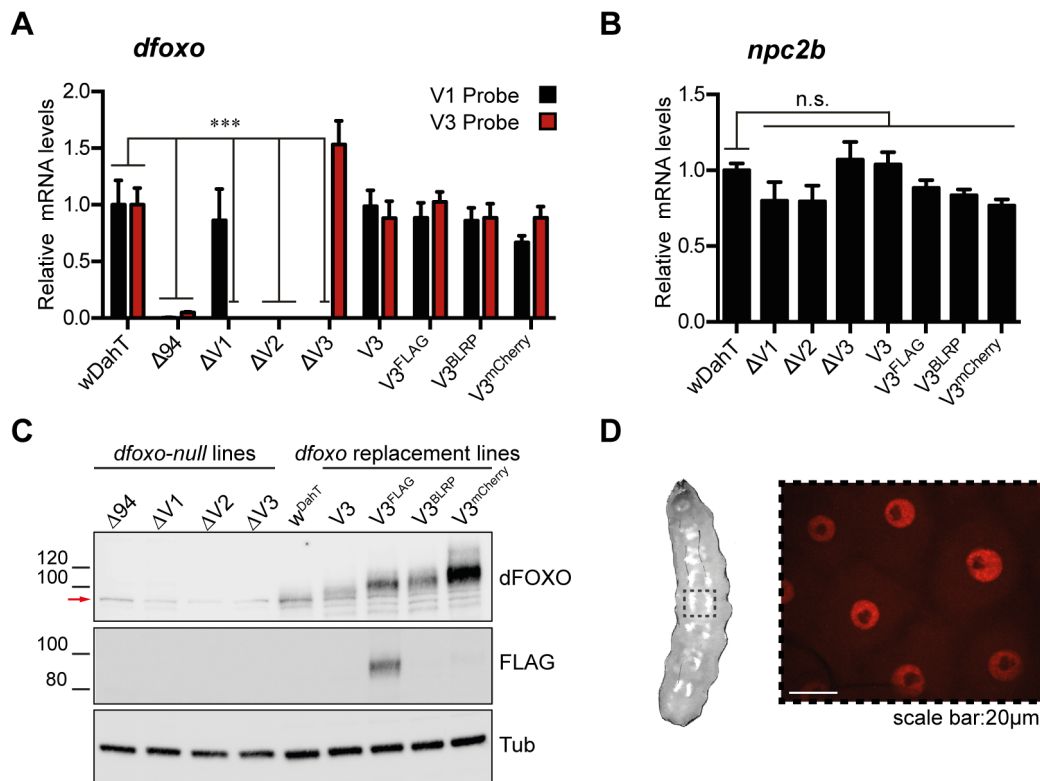 A
dfoxo
V1 Probe
V3 Probe
***
Relative mRNA levels
2.0
1.5
1.0
0.5
0.0
wDahT
Δ94
ΔV1
ΔV2
ΔV3
V3
V3FLAG
V3BLRP
V3mCherry
B
npc2b
n.s.
Relative mRNA levels
1.5
1.0
0.5
0.0
wDahT
ΔV1
ΔV2
ΔV3
V3
V3FLAG
V3BLRP
V3mCherry
C
dfoxo-null lines
dfoxo replacement lines
Δ94
ΔV1
ΔV2
ΔV3
wDahT
V3
V3FLAG
V3BLRP
V3mCherry
120
100
dFOXO
100
80
FLAG
Tub
D
scale bar:20µm